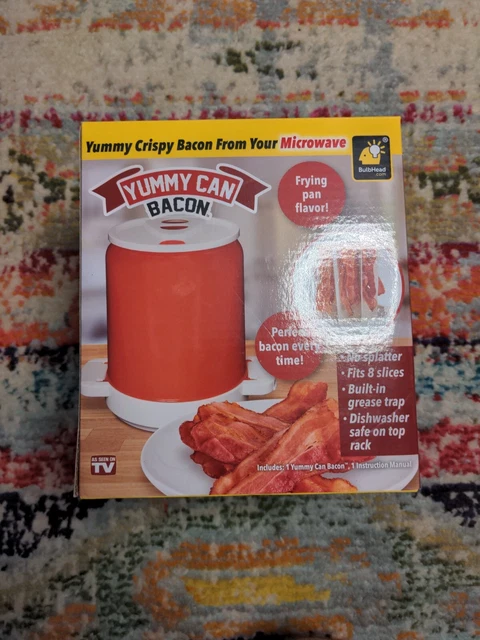 Yummy Crispy Bacon From Your Microwave
BulbHead
.com
YUMMY CAN
BACON
Frying
pan
flavor!
bacon every
time!
• No splatter
• Fits 8 slices
• Built-in
grease trap
• Dishwasher
safe on top
rack
AS SEEN ON
TV
Includes: 1 Yummy Can Bacon™, 1 Instruction Manual